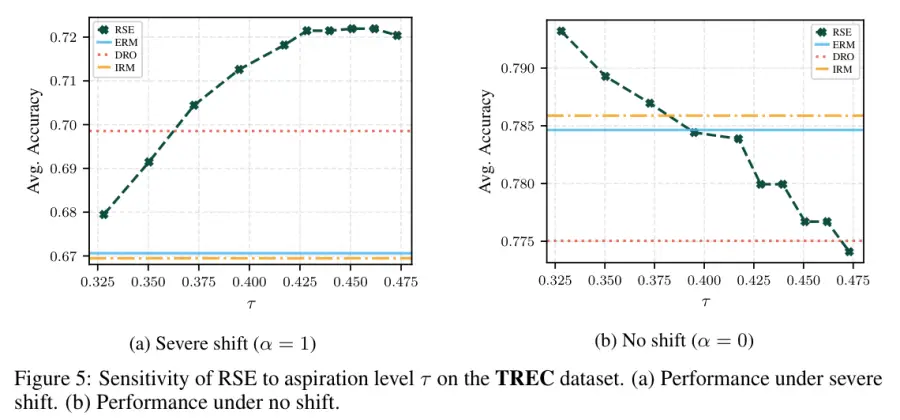 0.72
0.71
0.70
0.69
0.68
0.67
Avg. Accuracy
RSE
ERM
DRO
IRM
0.325 0.350 0.375 0.400 0.425 0.450 0.475
τ
(a) Severe shift (α = 1)
0.790
0.785
0.780
0.775
Avg. Accuracy
RSE
ERM
DRO
IRM
0.325 0.350 0.375 0.400 0.425 0.450 0.475
τ
(b) No shift (α = 0)
Figure 5: Sensitivity of RSE to aspiration level τ on the TREC dataset. (a) Performance under severe
shift. (b) Performance under no shift.